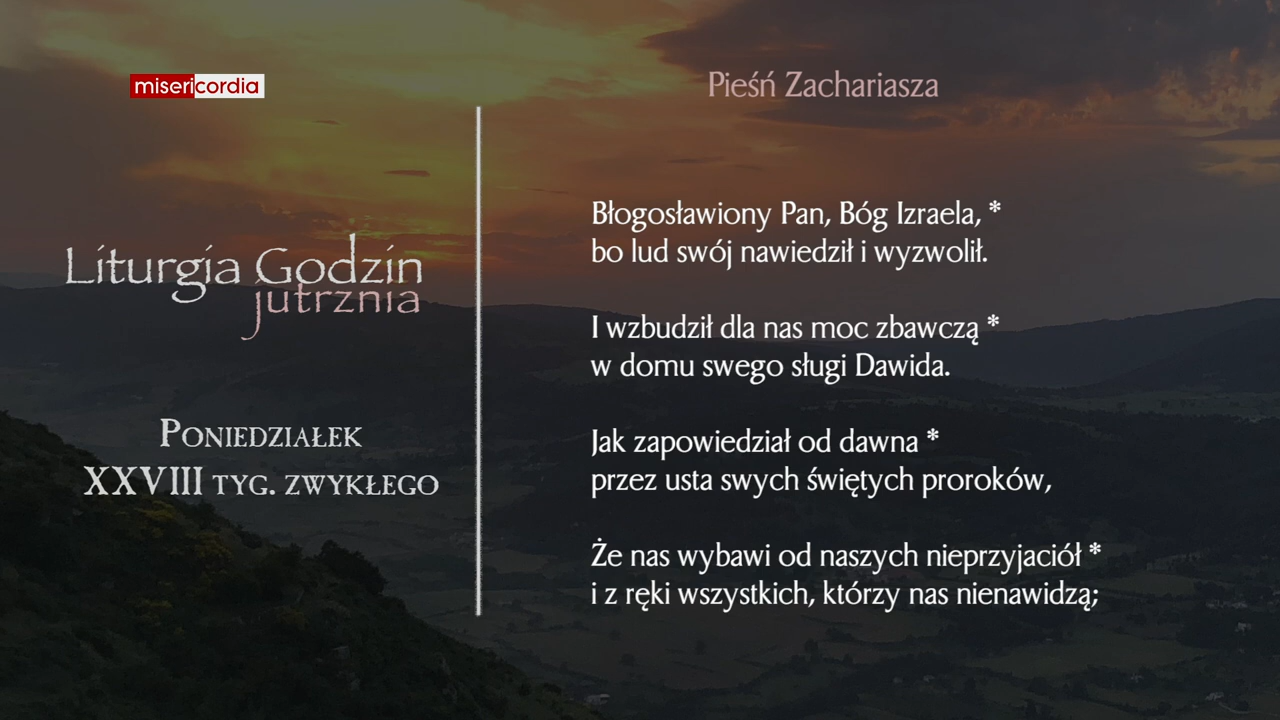 misericordia
Liturgia Godzin
jutrznia
Poniedziałek
XXVIII tyg. zwykłego
Pieśń Zachariasza
Błogosławiony Pan, Bóg Izraela, *
bo lud swój nawiedził i wyzwolił.
I wzbudził dla nas moc zbawczą *
w domu swego sługi Dawida.
Jak zapowiedział od dawna *
przez usta swych świętych proroków,
Że nas wybawi od naszych nieprzyjaciół *
i z ręki wszystkich, którzy nas nienawidzą;